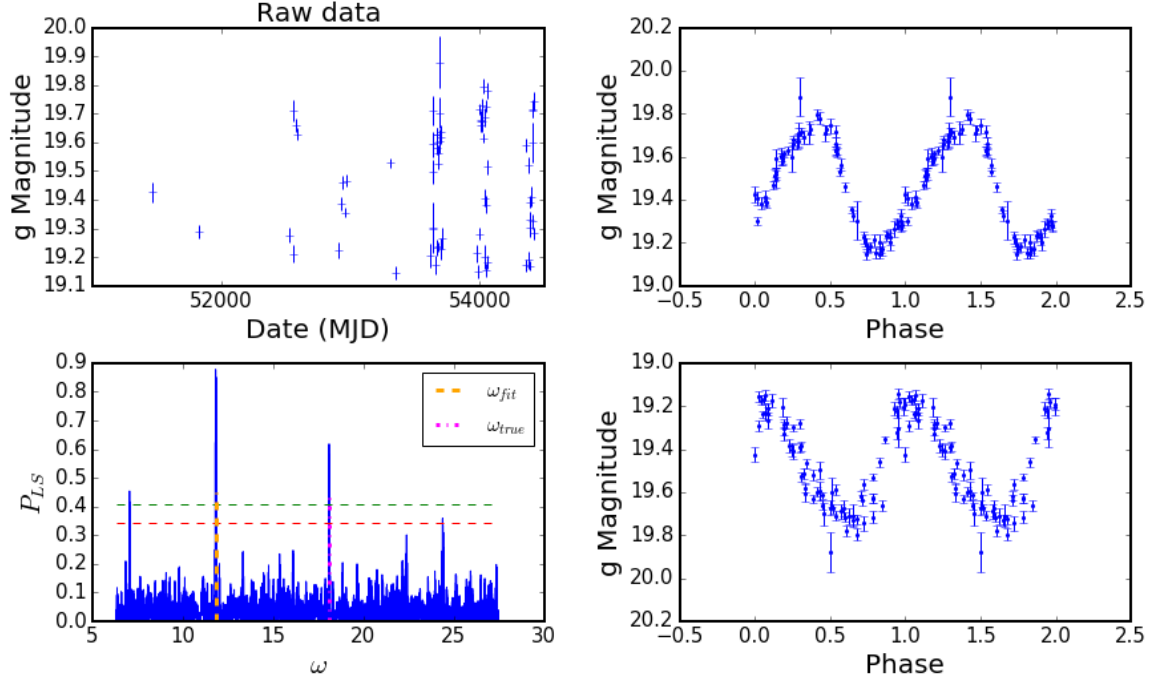 Raw data
20.0
19.9
19.8
19.7
19.6
19.5
19.4
19.3
19.2
19.1
g Magnitude
52000 54000
Date (MJD)
20.2
20.0
19.8
19.6
19.4
19.2
19.0
g Magnitude
−0.5 0.0 0.5 1.0 1.5 2.0 2.5
Phase
0.9
0.8
0.7
0.6
0.5
0.4
0.3
0.2
0.1
0.0
P_LS
ω_fit
ω_true
5 10 15 20 25 30
ω
19.0
19.2
19.4
19.6
19.8
20.0
20.2
g Magnitude
−0.5 0.0 0.5 1.0 1.5 2.0 2.5
Phase